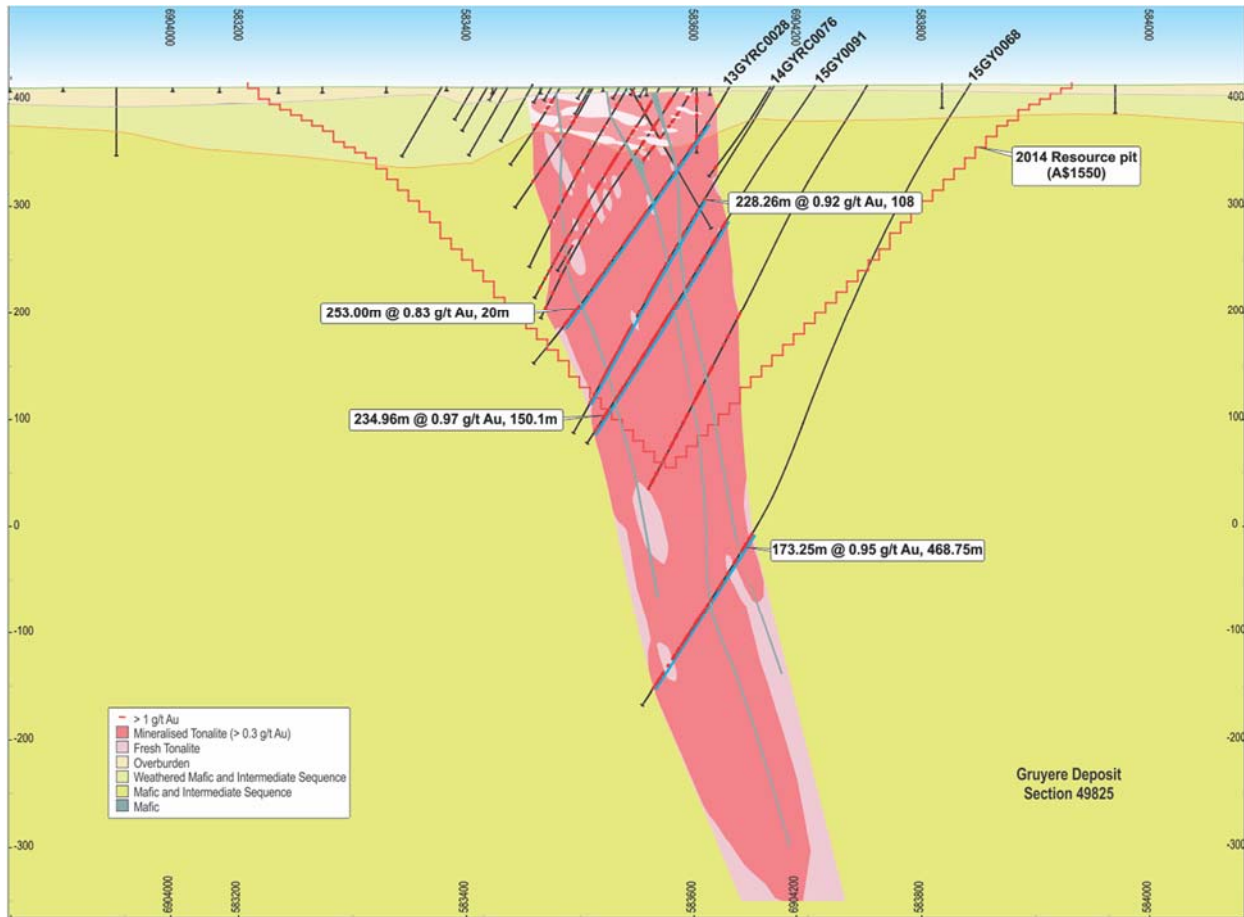 6904000
583200
583400
583600
6904200
583800
584000
13GYRC0028
14GYRC0076
15GY0091
15GY0068
400
400
2014 Resource pit
(A$1550)
228.26m @ 0.92 g/t Au, 108
300
300
253.00m @ 0.83 g/t Au, 20m
200
200
234.96m @ 0.97 g/t Au, 150.1m
100
100
0
0
173.25m @ 0.95 g/t Au, 468.75m
-100
-100
-200
-200
> 1 g/t Au
Mineralised Tonalite (> 0.3 g/t Au)
Fresh Tonalite
Overburden
Weathered Mafic and Intermediate Sequence
Mafic and Intermediate Sequence
Mafic
Gruyere Deposit
Section 49825
-300
-300
6904000
583200
583400
583600
6904200
583800
584000